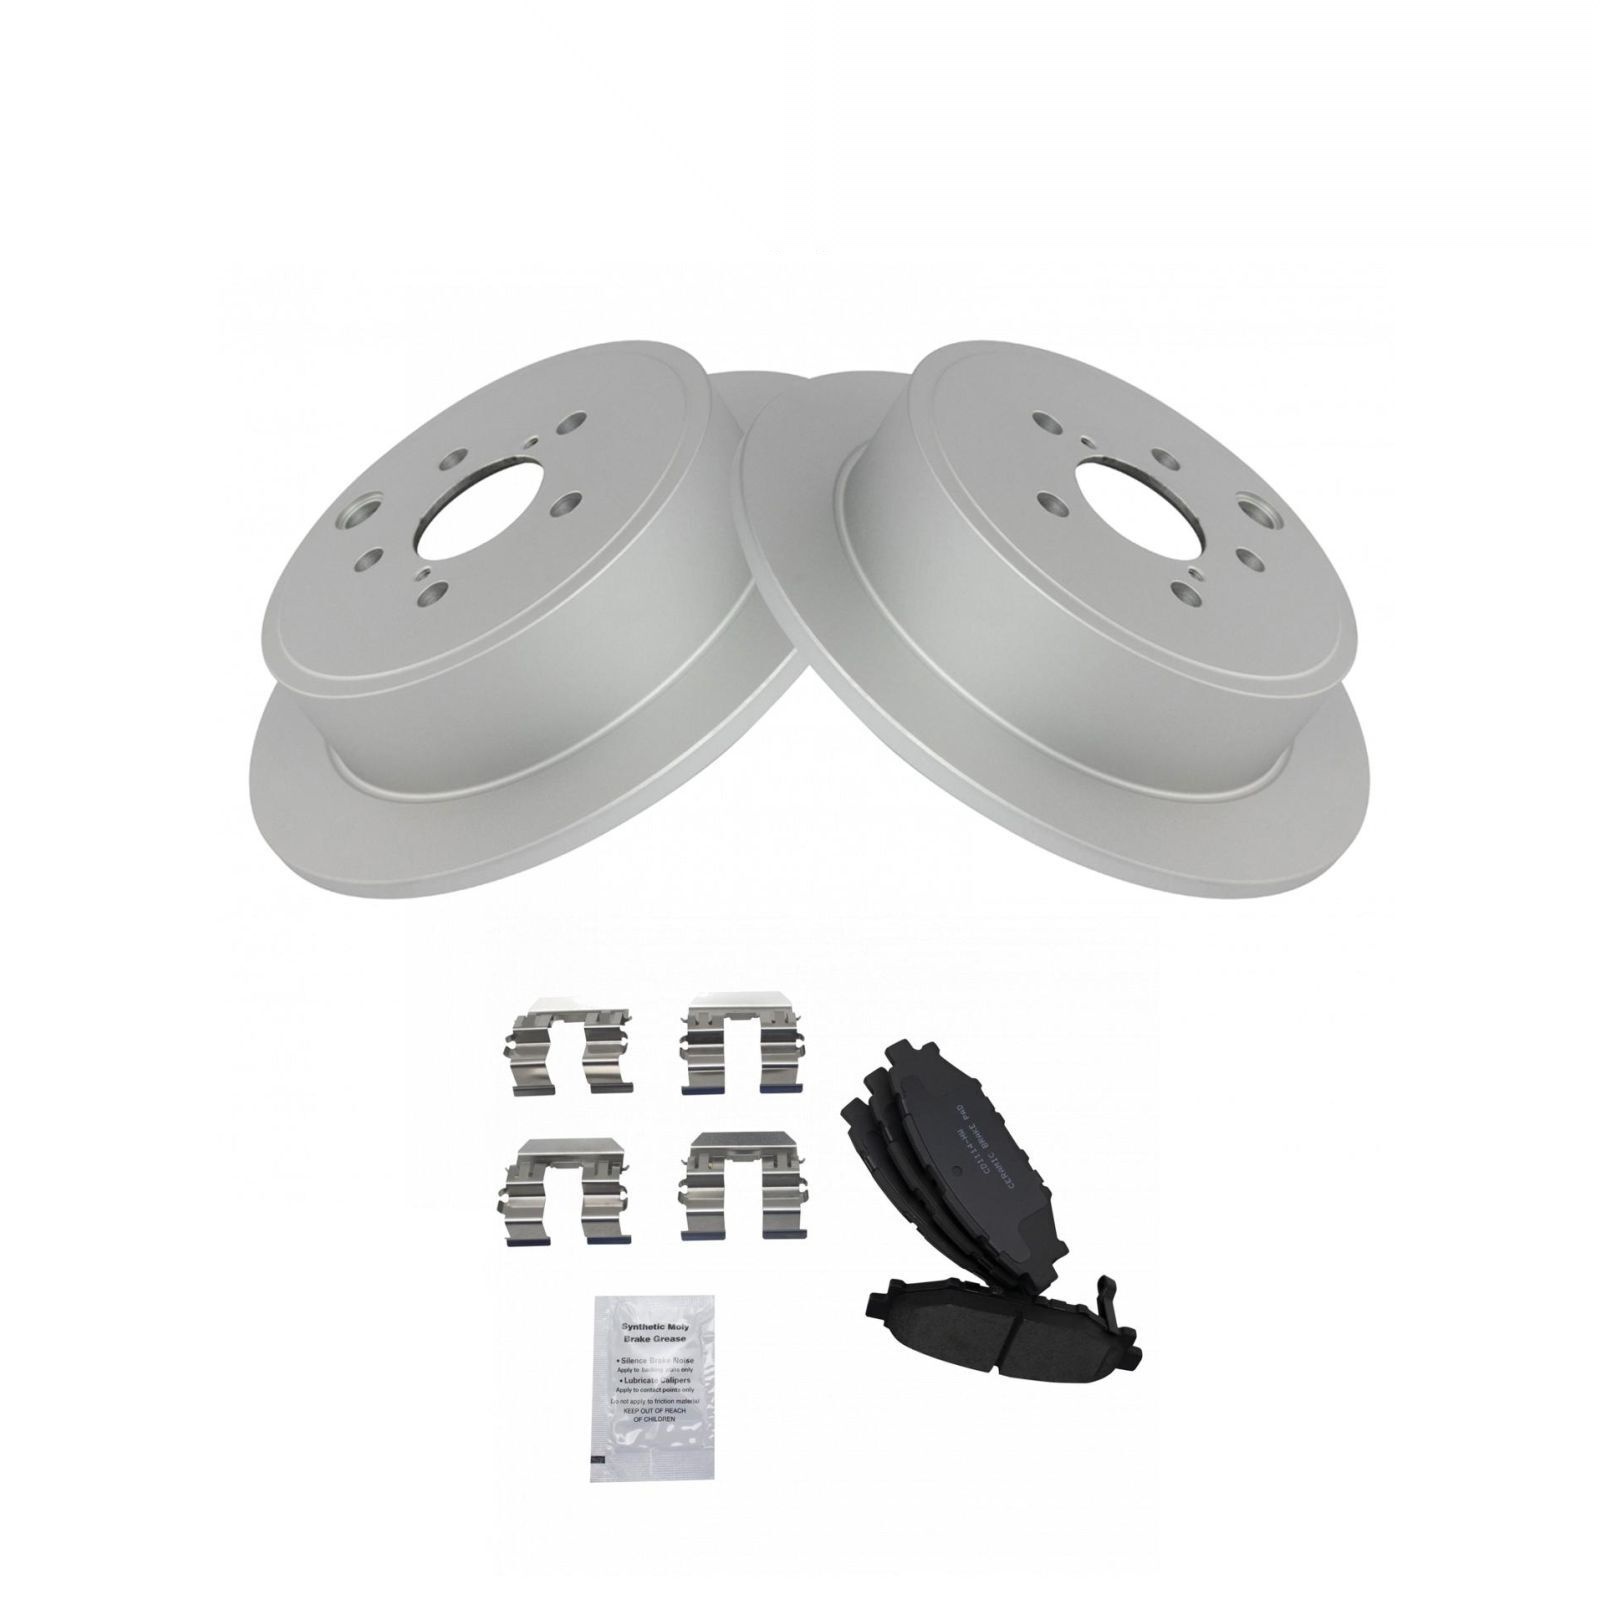 CERAMIC BRAKE PAD
CD1114-HW
Synthetic Moly
Brake Grease
• Silence Brake Noise
Apply to backing plate only
• Lubricate Calipers
Apply to contact points only
Do not apply to friction material
KEEP OUT OF REACH
OF CHILDREN